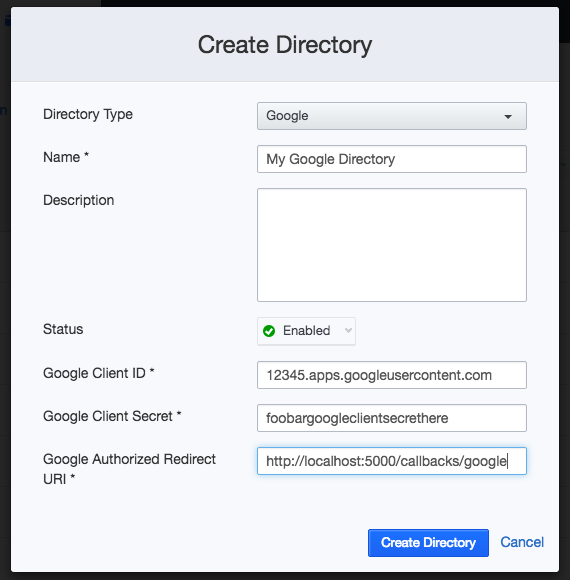 Create Directory
Directory Type
Google
Name *
My Google Directory
Description
Status
Enabled
Google Client ID *
12345.apps.googleusercontent.com
Google Client Secret *
foobargoogleclientsecrethere
Google Authorized Redirect
URI *
http://localhost:5000/callbacks/google
Create Directory
Cancel